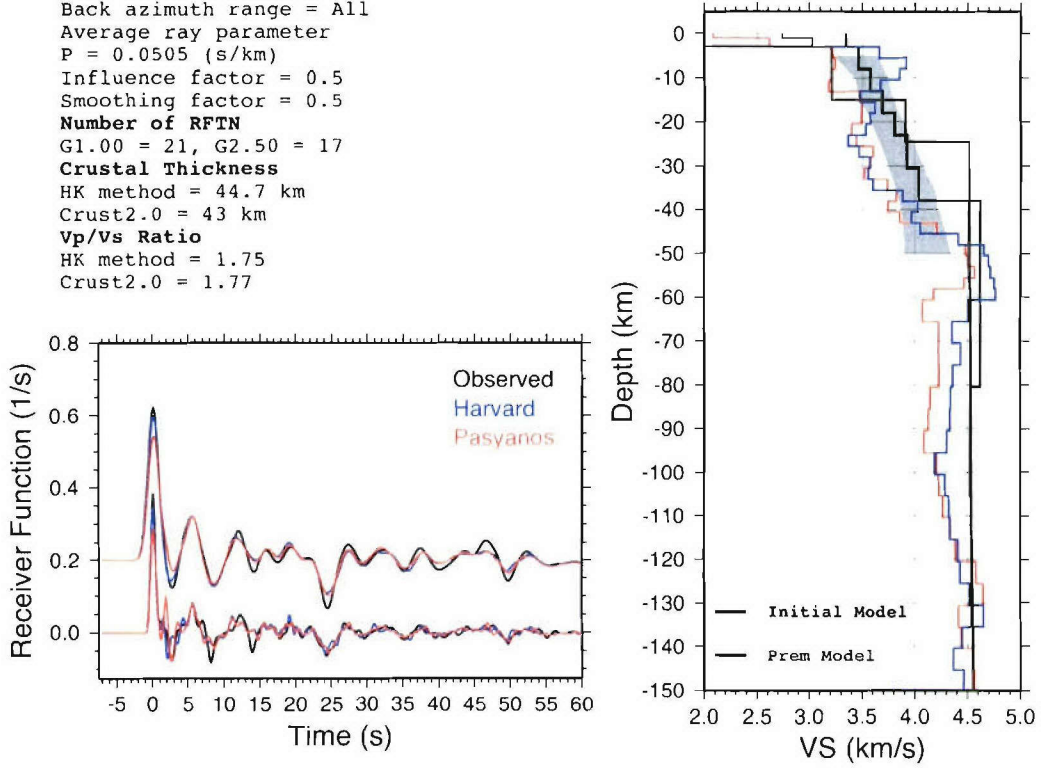 Back azimuth range = All
Average ray parameter
P = 0.0505 (s/km)
Influence factor = 0.5
Smoothing factor = 0.5
Number of RFTN
G1.00 = 21, G2.50 = 17
Crustal Thickness
HK method = 44.7 km
Crust2.0 = 43 km
Vp/Vs Ratio
HK method = 1.75
Crust2.0 = 1.77
Receiver Function (1/s)
0.8
0.6
0.4
0.2
0.0
Observed
Harvard
Pasyanos
-5 0 5 10 15 20 25 30 35 40 45 50 55 60
Time (s)
Depth (km)
0
-10
-20
-30
-40
-50
-60
-70
-80
-90
-100
-110
-120
-130
-140
-150
Initial Model
Prem Model
2.0 2.5 3.0 3.5 4.0 4.5 5.0
VS (km/s)